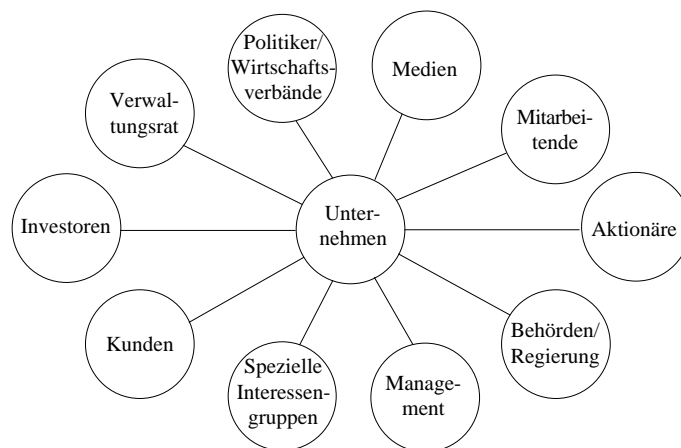 Politiker/
Wirtschafts-
verbände
Medien
Verwal-
tungsrat
Mitarbei-
tende
Investoren
Unter-
nehmen
Aktionäre
Kunden
Behörden/
Regierung
Spezielle
Interessen-
gruppen
Manage-
ment